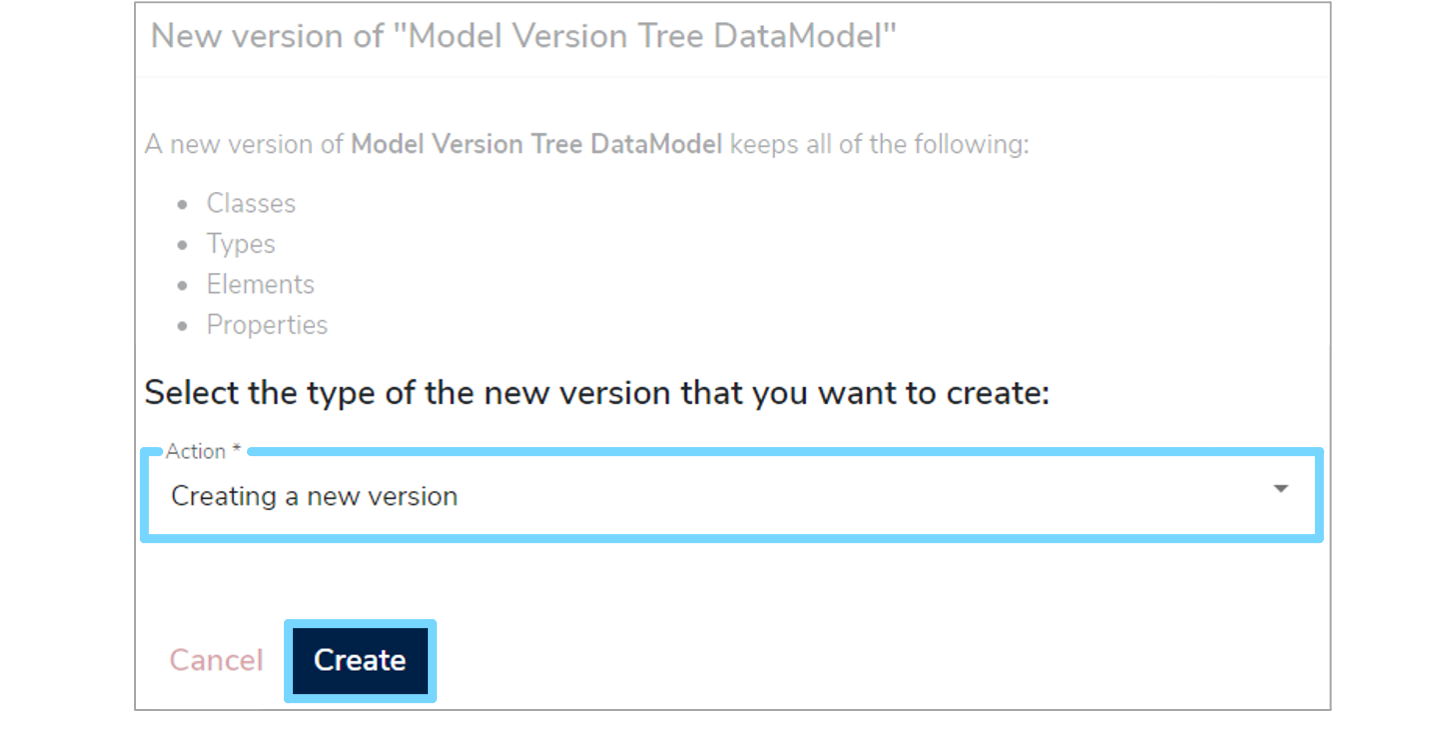 New version of "Model Version Tree DataModel"
A new version of Model Version Tree DataModel keeps all of the following:
• Classes
• Types
• Elements
• Properties
Select the type of the new version that you want to create:
Action *
Creating a new version
Cancel Create